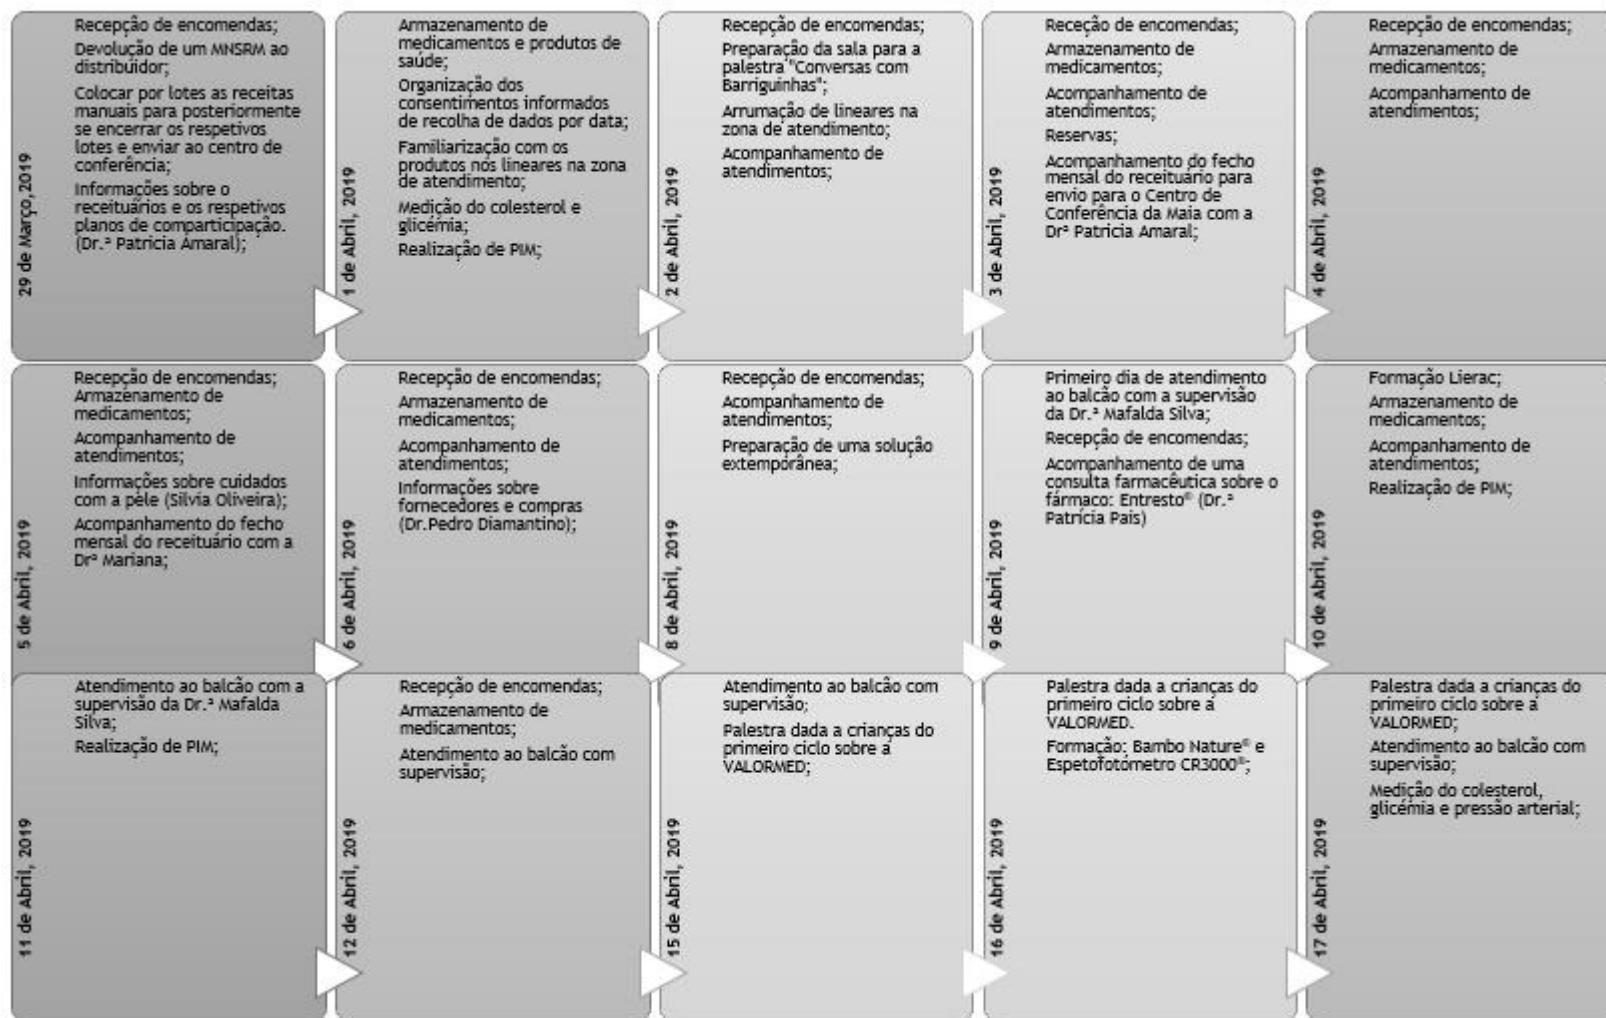 29 de Março,2019
Recepção de encomendas;
Devolução de um MNSRM ao
distribuidor;
Colocar por lotes as receitas
manuais para posteriormente
se encerrar os respetivos
lotes e enviar ao centro de
conferência;
Informações sobre o
receituários e os respetivos
planos de comparticipação.
(Dr.ª Patricia Amaral);
1 de Abril, 2019
Armazenamento de
medicamentos e produtos de
saúde;
Organização dos
consentimentos informados
de recolha de dados por data;
Familiarização com os
produtos nós lineares na zona
de atendimento;
Medição do colesterol e
glicémia;
Realização de PIM;
2 de Abril, 2019
Recepção de encomendas;
Preparação da sala para a
palestra "Conversas com
Barriguinhas";
Arrumação de lineares na
zona de atendimento;
Acompanhamento de
atendimentos;
3 de Abril, 2019
Receção de encomendas;
Armazenamento de
medicamentos;
Acompanhamento de
atendimentos;
Reservas;
Acompanhamento do fecho
mensal do receituário para
envio para o Centro de
Conferência da Maia com a
Drª Patricia Amaral;
4 de Abril, 2019
Recepção de encomendas;
Armazenamento de
medicamentos;
Acompanhamento de
atendimentos;
5 de Abril, 2019
Recepção de encomendas;
Armazenamento de
medicamentos;
Acompanhamento de
atendimentos;
Informações sobre cuidados
com a pele (Silvia Oliveira);
Acompanhamento do fecho
mensal do receituário com a
Drª Mariana;
6 de Abril, 2019
Recepção de encomendas;
Armazenamento de
medicamentos;
Acompanhamento de
atendimentos;
Informações sobre
fornecedores e compras
(Dr.Pedro Diamantino);
8 de Abril, 2019
Recepção de encomendas;
Acompanhamento de
atendimentos;
Preparação de uma solução
extemporânea;
9 de Abril, 2019
Primeiro dia de atendimento
ao balcão com a supervisão
da Dr.ª Mafalda Silva;
Recepção de encomendas;
Acompanhamento de uma
consulta farmacêutica sobre o
fármaco: Entresto® (Dr.ª
Patrícia Pais)
10 de Abril, 2019
Formação Lierac;
Armazenamento de
medicamentos;
Acompanhamento de
atendimentos;
Realização de PIM;
11 de Abril, 2019
Atendimento ao balcão com a
supervisão da Dr.ª Mafalda
Silva;
Realização de PIM;
12 de Abril, 2019
Recepção de encomendas;
Armazenamento de
medicamentos;
Atendimento ao balcão com
supervisão;
15 de Abril, 2019
Atendimento ao balcão com
supervisão;
Palestra dada a crianças do
primeiro ciclo sobre a
VALORMED;
16 de Abril, 2019
Palestra dada a crianças do
primeiro ciclo sobre a
VALORMED.
Formação: Bambo Nature® e
Espetofotómetro CR3000®;
17 de Abril, 2019
Palestra dada a crianças do
primeiro ciclo sobre a
VALORMED;
Atendimento ao balcão com
supervisão;
Medição do colesterol,
glicémia e pressão arterial;